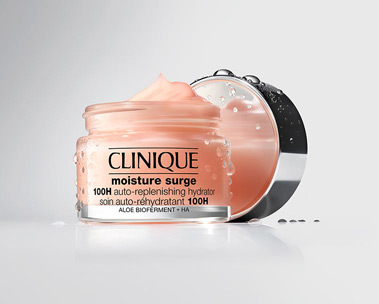 CLINIQUE
moisture surge
100H auto-replenishing hydrator
soin auto-réhydratant 100H
ALOE BIOFERMENT + HA